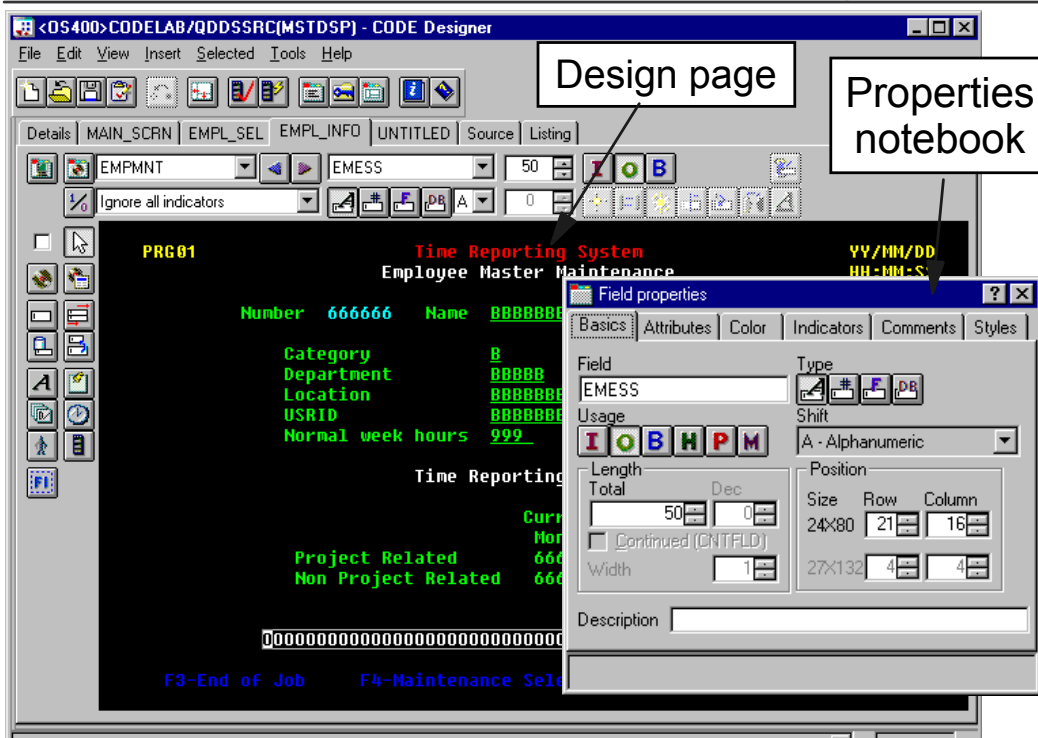 <OS400>CODELAB/QDDSSRC(MSTDSP) - CODE Designer
File Edit View Insert Selected Tools Help
Design page
Properties
notebook
Details MAIN_SCRN EMPL_SEL EMPL_INFO UNTITLED Source Listing
EMPMNT EMESS 50 I O B
Ignore all indicators # F DB A 0
PRG01 Time Reporting System YY/MM/DD
Employee Master Maintenance HH:MM:S
Number 666666 Name BBBBBBB
Category B
Department BBBBB
Location BBBBBBB
USRID BBBBBBB
Normal week hours 999_
Time Reporting
Curr
Mon
Project Related 666
Non Project Related 666
OOOOOOOOOOOOOOOOOOOOOOOOOOOO
F3-End of Job F4-Maintenance Sele
Field properties
Basics Attributes Color Indicators Comments Styles
Field Type
EMESS # F DB
Usage Shift
I O B H P M A - Alphanumeric
Length Position
Total Dec Size Row Column
50 0 24X80 21 16
Continued (CNTFLD)
Width 1 27X132 4 4
Description